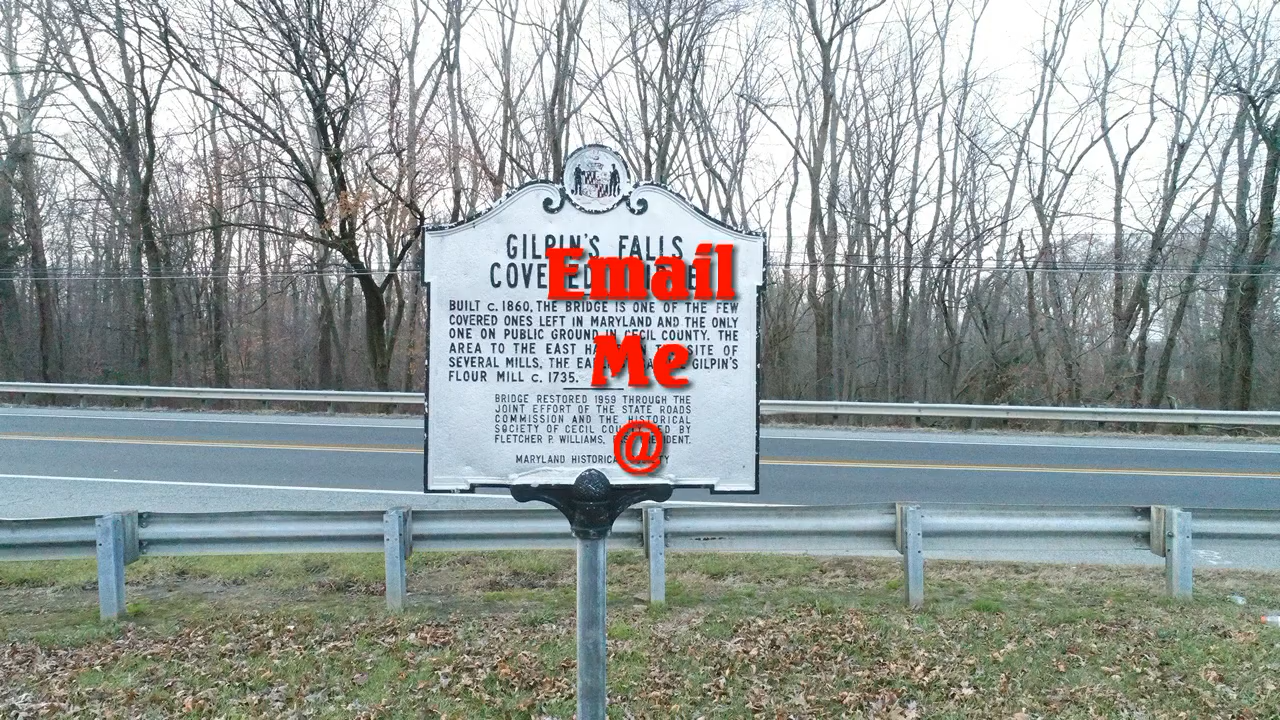 GILPIN'S FALLS
COVERED
Email
BUILT c. 1860, THE BRIDGE IS ONE OF THE FEW
COVERED ONES LEFT IN MARYLAND AND THE ONLY
ONE ON PUBLIC GROUND IN CECIL COUNTY. THE
AREA TO THE EAST SITE OF
Me
SEVERAL MILLS, THE GILPIN'S
FLOUR MILL c. 1735.
BRIDGE RESTORED 1959 THROUGH THE
JOINT EFFORT OF THE STATE ROADS
COMMISSION AND THE HISTORICAL
SOCIETY OF CECIL BY
FLETCHER P. WILLIAMS,
@
MARYLAND